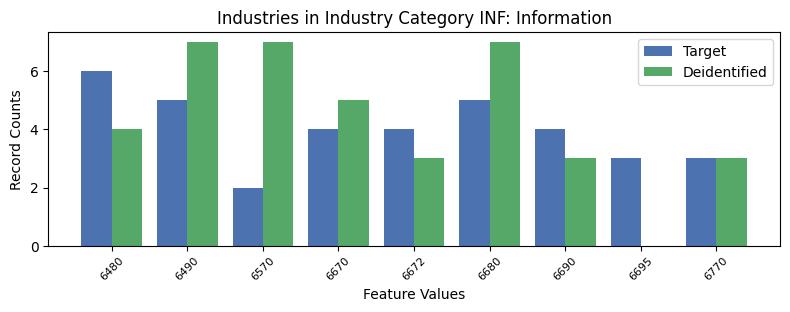 Industries in Industry Category INF: Information
Target
Deidentified
Record Counts
6
4
2
0
6480 6490 6570 6670 6672 6680 6690 6695 6770
Feature Values